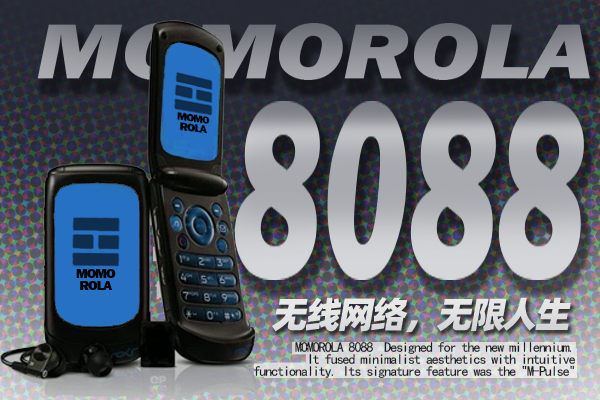 MOMOROLA
8088
MOMO
ROLA
MOMO
ROLA
无线网络，无限人生
MOMOROLA 8088 Designed for the new millennium.
It fused minimalist aesthetics with intuitive
functionality. Its signature feature was the "M-Pulse"